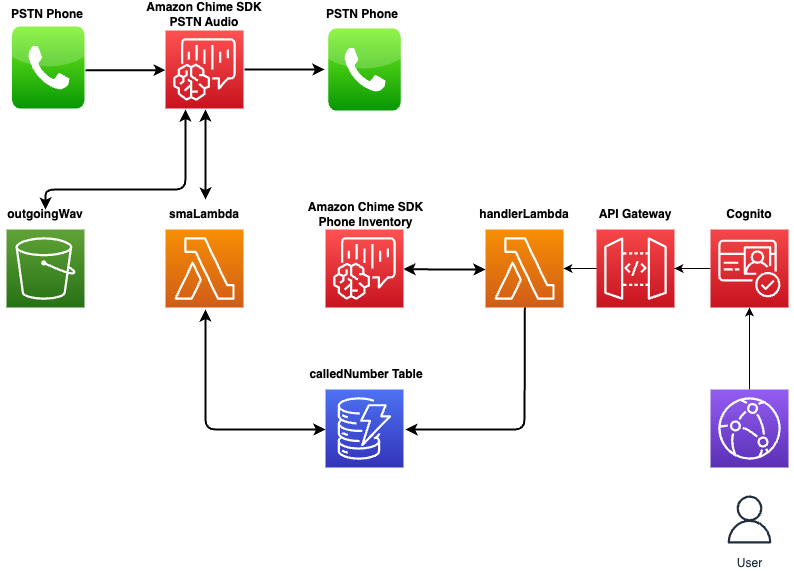 PSTN Phone
Amazon Chime SDK
PSTN Audio
PSTN Phone
outgoingWav
smaLambda
Amazon Chime SDK
Phone Inventory
handlerLambda
API Gateway
Cognito
</>
calledNumber Table
User